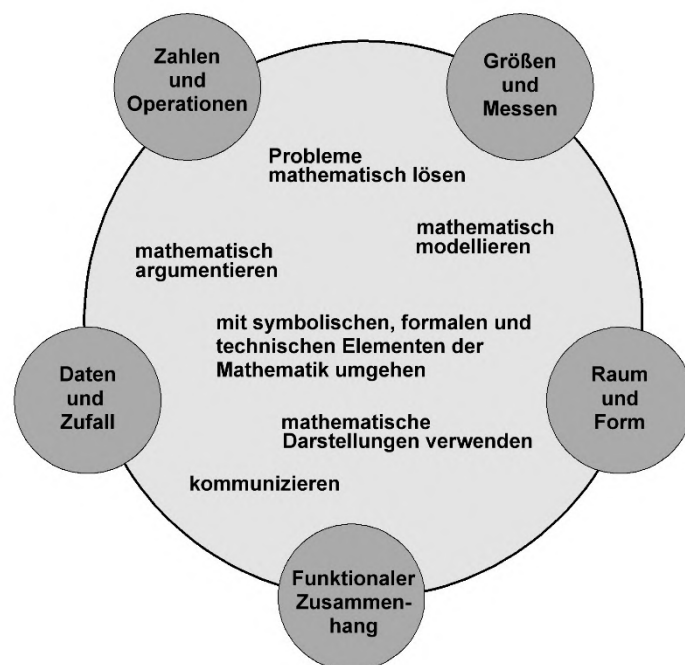 Zahlen
und
Operationen
Größen
und
Messen
Probleme
mathematisch lösen
mathematisch
modellieren
mathematisch
argumentieren
mit symbolischen, formalen und
technischen Elementen der
Mathematik umgehen
Daten
und
Zufall
Raum
und
Form
mathematische
Darstellungen verwenden
kommunizieren
Funktionaler
Zusammen-
hang